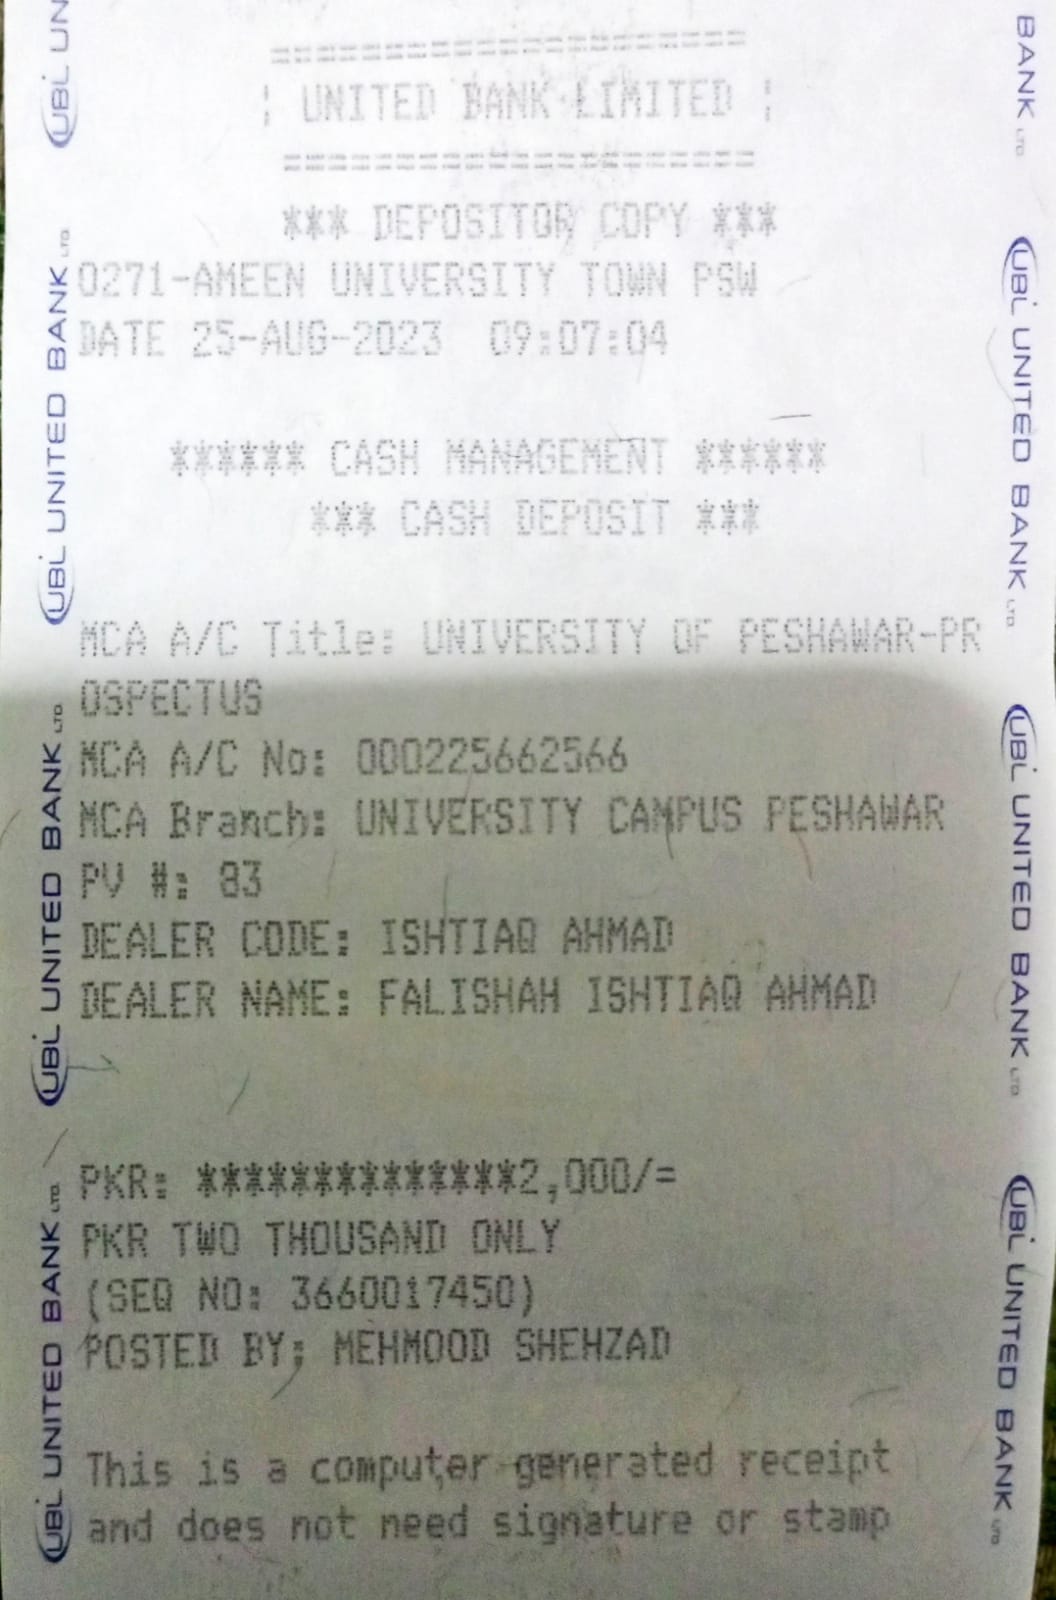 ==========================
| UNITED BANK LIMITED |
==========================
*** DEPOSITOR COPY ***
0271-AMEEN UNIVERSITY TOWN PSW
DATE 25-AUG-2023 09:07:04
****** CASH MANAGEMENT ******
*** CASH DEPOSIT ***
MCA A/C Title: UNIVERSITY OF PESHAWAR-PR
OSPECTUS
MCA A/C No: 000225662566
MCA Branch: UNIVERSITY CAMPUS PESHAWAR
PV #: 83
DEALER CODE: ISHTIAQ AHMAD
DEALER NAME: FALISHAH ISHTIAQ AHMAD
PKR: **************2,000/=
PKR TWO THOUSAND ONLY
(SEQ NO: 3660017450)
POSTED BY: MEHMOOD SHEHZAD
This is a computer generated receipt
and does not need signature or stamp
UBL UN
UBL UNITED BANK LTD
UBL UNITED BANK LTD
UBL UNITED BANK LTD
BANK LTD
UBL UNITED BANK LTD
UBL UNITED BANK LTD
UBL UNITED BANK LTD